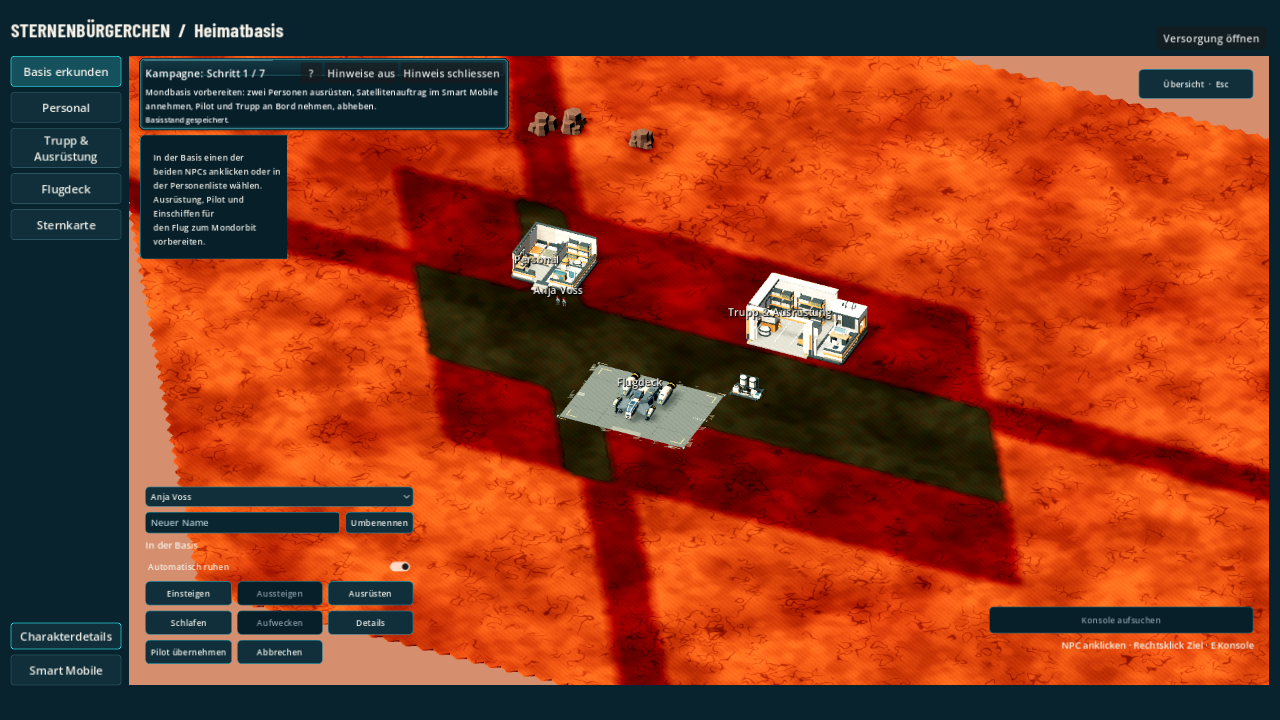 STERNENBÜRGERCHEN / Heimatbasis
Versorgung öffnen
Basis erkunden
Personal
Trupp &
Ausrüstung
Flugdeck
Sternkarte
Charakterdetails
Smart Mobile
Kampagne: Schritt 1 / 7
? Hinweise aus Hinweis schliessen
Mondbasis vorbereiten: zwei Personen ausrüsten, Satellitenauftrag im Smart Mobile
annehmen, Pilot und Trupp an Bord nehmen, abheben.
Basisstand gespeichert.
In der Basis einen der
beiden NPCs anklicken oder in
der Personenliste wählen.
Ausrüstung, Pilot und
Einschiffen für
den Flug zum Mondorbit
vorbereiten.
Übersicht · Esc
Personal
Anja Voss
Trupp & Ausrüstung
Flugdeck
Anja Voss
Neuer Name
Umbenennen
In der Basis
Automatisch ruhen
Einsteigen
Aussteigen
Ausrüsten
Schlafen
Aufwecken
Details
Pilot übernehmen
Abbrechen
Konsole aufsuchen
NPC anklicken · Rechtsklick Ziel · E Konsole